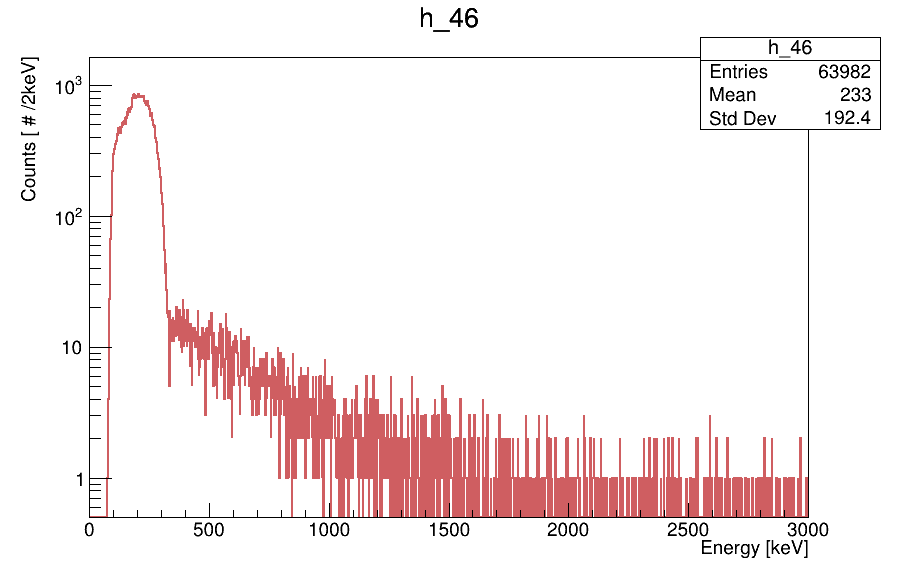 h_46
h_46
Entries 63982
Mean 233
Std Dev 192.4
Counts [ # /2keV]
10³
10²
10
1
0 500 1000 1500 2000 2500 3000
Energy [keV]